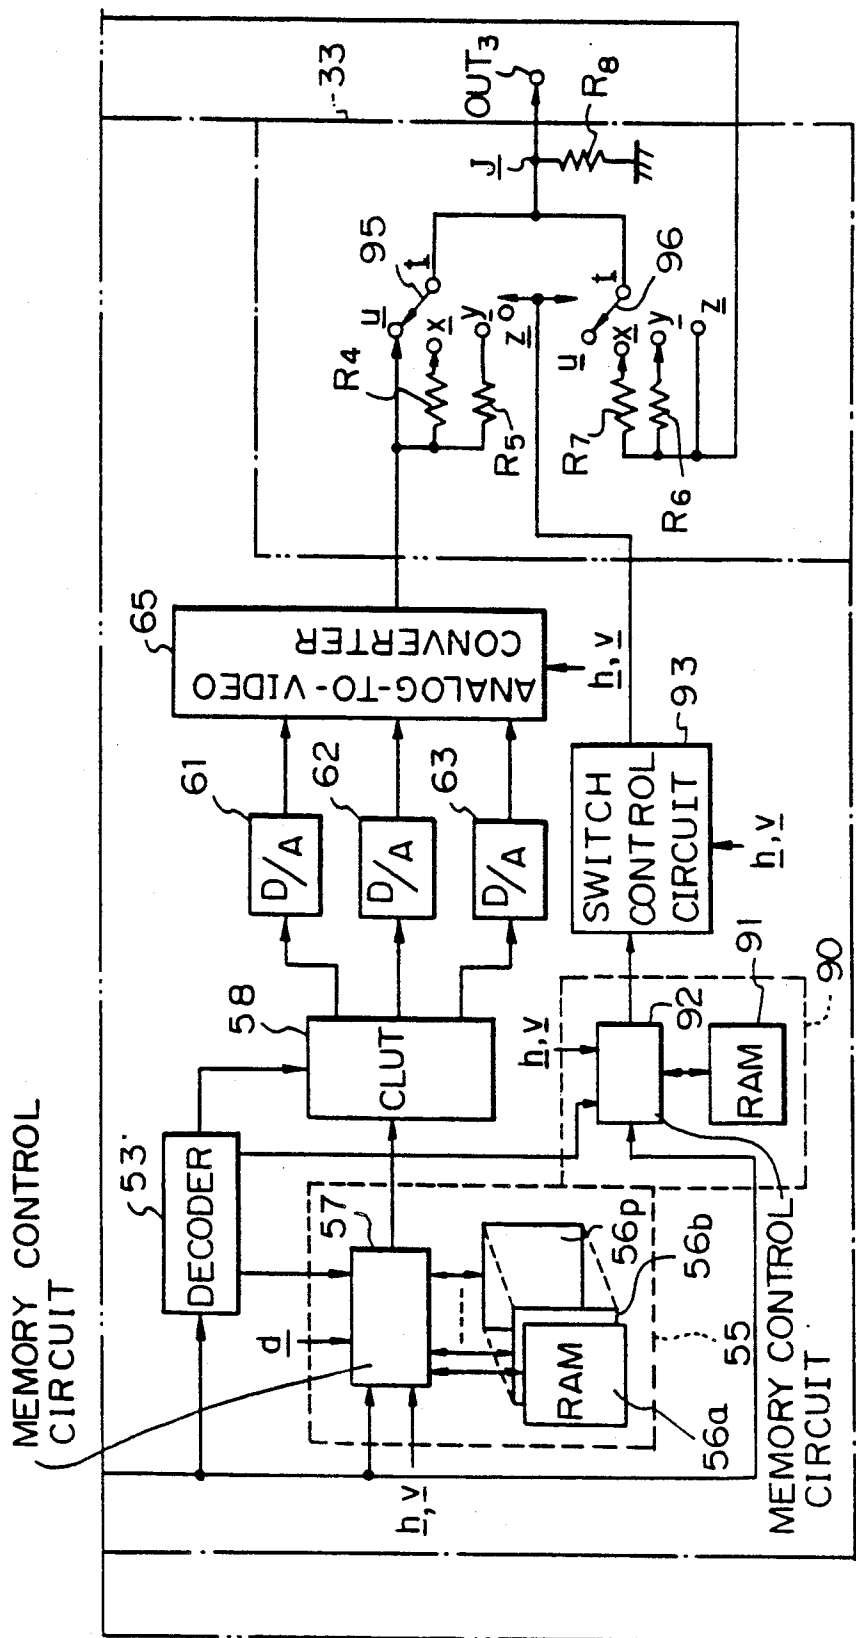 MEMORY CONTROL
CIRCUIT
53'
DECODER
58
CLUT
61
D/A
62
D/A
63
D/A
65
ANALOG-TO-VIDEO
CONVERTER
h,v
33
OUT3
J
R8
95
u
t
x
y
z
R4
R5
96
u
t
x
y
z
R7
R6
57
d
h,v
RAM
56a
56b
56p
55
MEMORY CONTROL
CIRCUIT
h,v
92
RAM
91
90
SWITCH
CONTROL
CIRCUIT
93
h,v